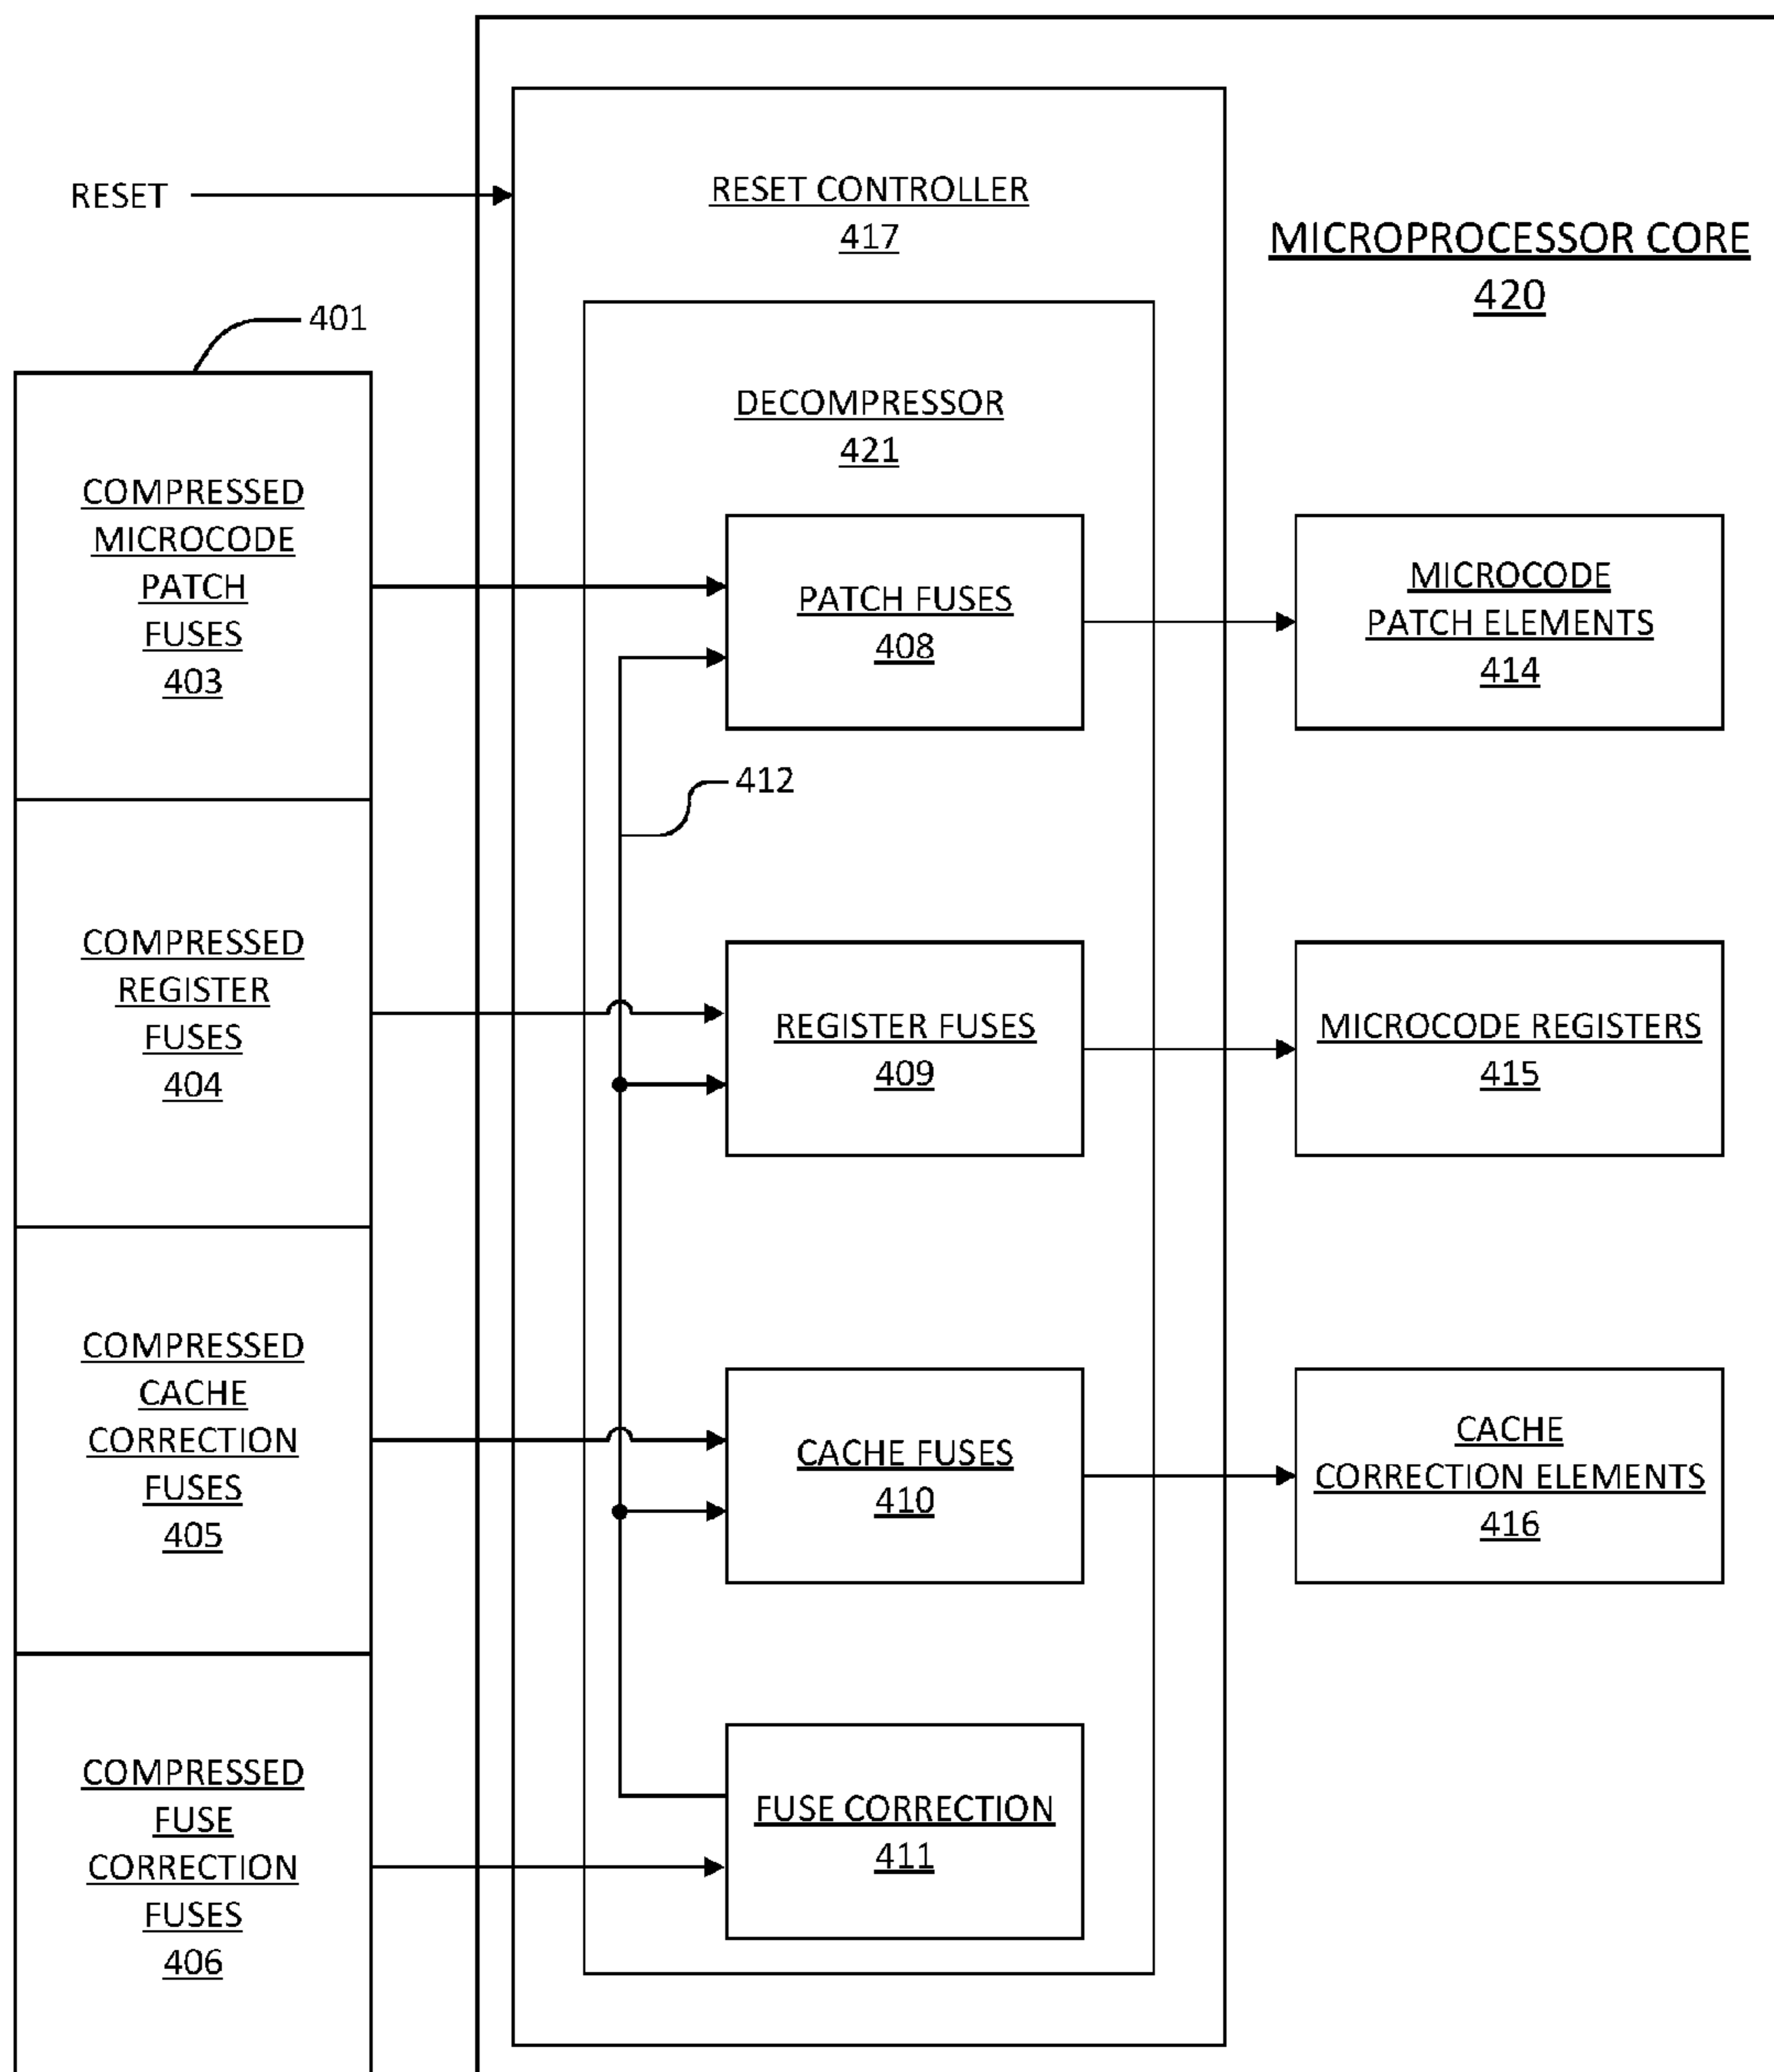 RESET
RESET CONTROLLER
417
MICROPROCESSOR CORE
420
401
DECOMPRESSOR
421
COMPRESSED
MICROCODE
PATCH
FUSES
403
PATCH FUSES
408
MICROCODE
PATCH ELEMENTS
414
412
COMPRESSED
REGISTER
FUSES
404
REGISTER FUSES
409
MICROCODE REGISTERS
415
COMPRESSED
CACHE
CORRECTION
FUSES
405
CACHE FUSES
410
CACHE
CORRECTION ELEMENTS
416
COMPRESSED
FUSE
CORRECTION
FUSES
406
FUSE CORRECTION
411